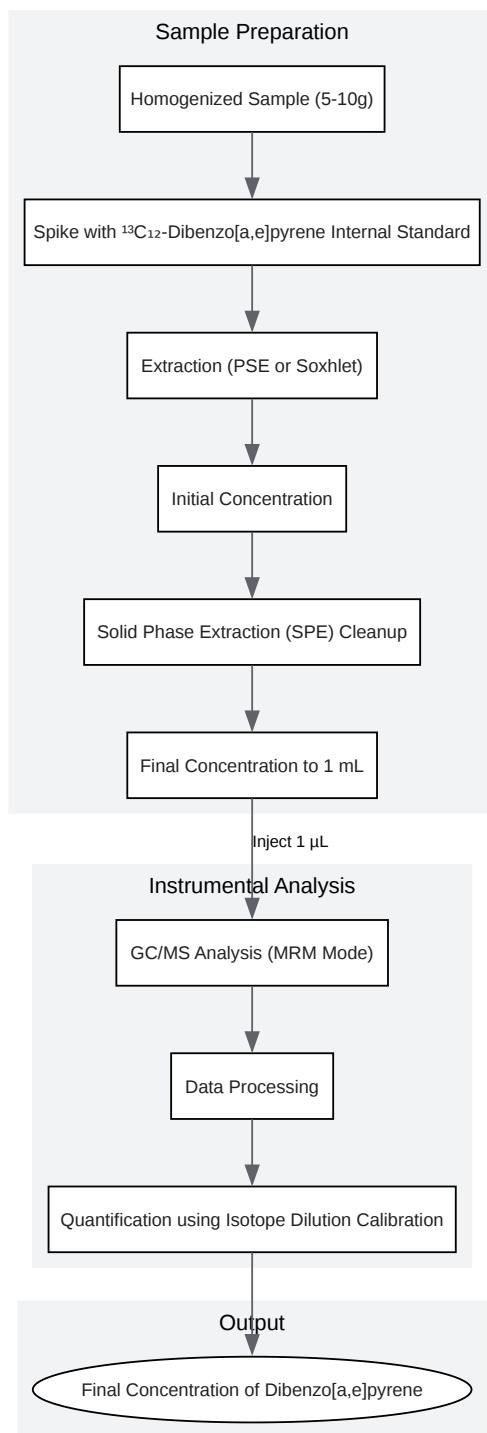 Sample Preparation
Homogenized Sample (5-10g)
Spike with ¹³C₁₂-Dibenzo[a,e]pyrene Internal Standard
Extraction (PSE or Soxhlet)
Initial Concentration
Solid Phase Extraction (SPE) Cleanup
Final Concentration to 1 mL
Inject 1 µL
Instrumental Analysis
GC/MS Analysis (MRM Mode)
Data Processing
Quantification using Isotope Dilution Calibration
Output
Final Concentration of Dibenzo[a,e]pyrene